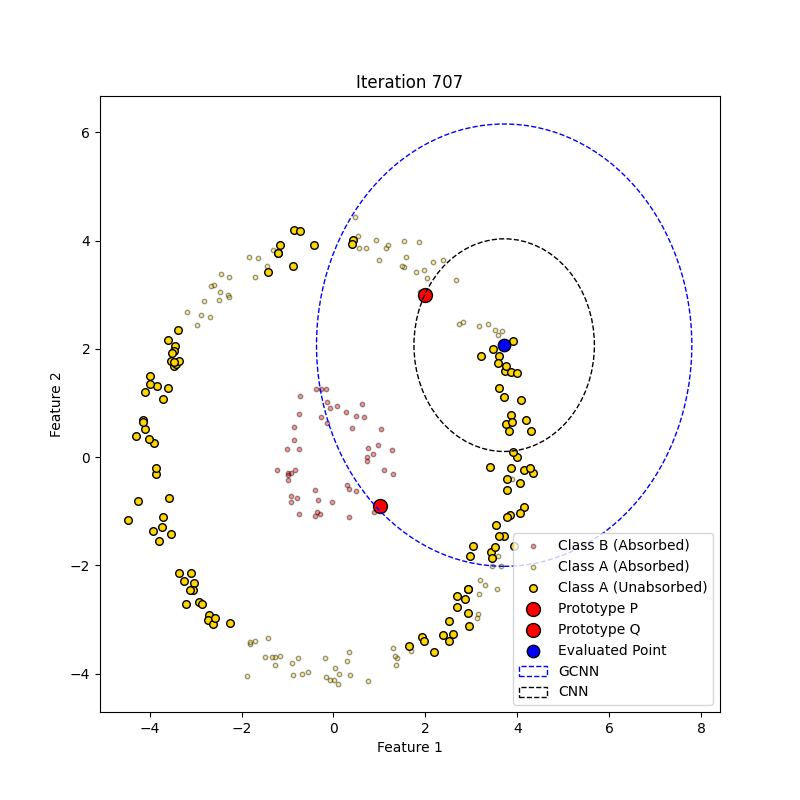 Iteration 707
6
4
2
0
−2
−4
Feature 2
Class B (Absorbed)
Class A (Absorbed)
Class A (Unabsorbed)
Prototype P
Prototype Q
Evaluated Point
GCNN
CNN
−4 −2 0 2 4 6 8
Feature 1